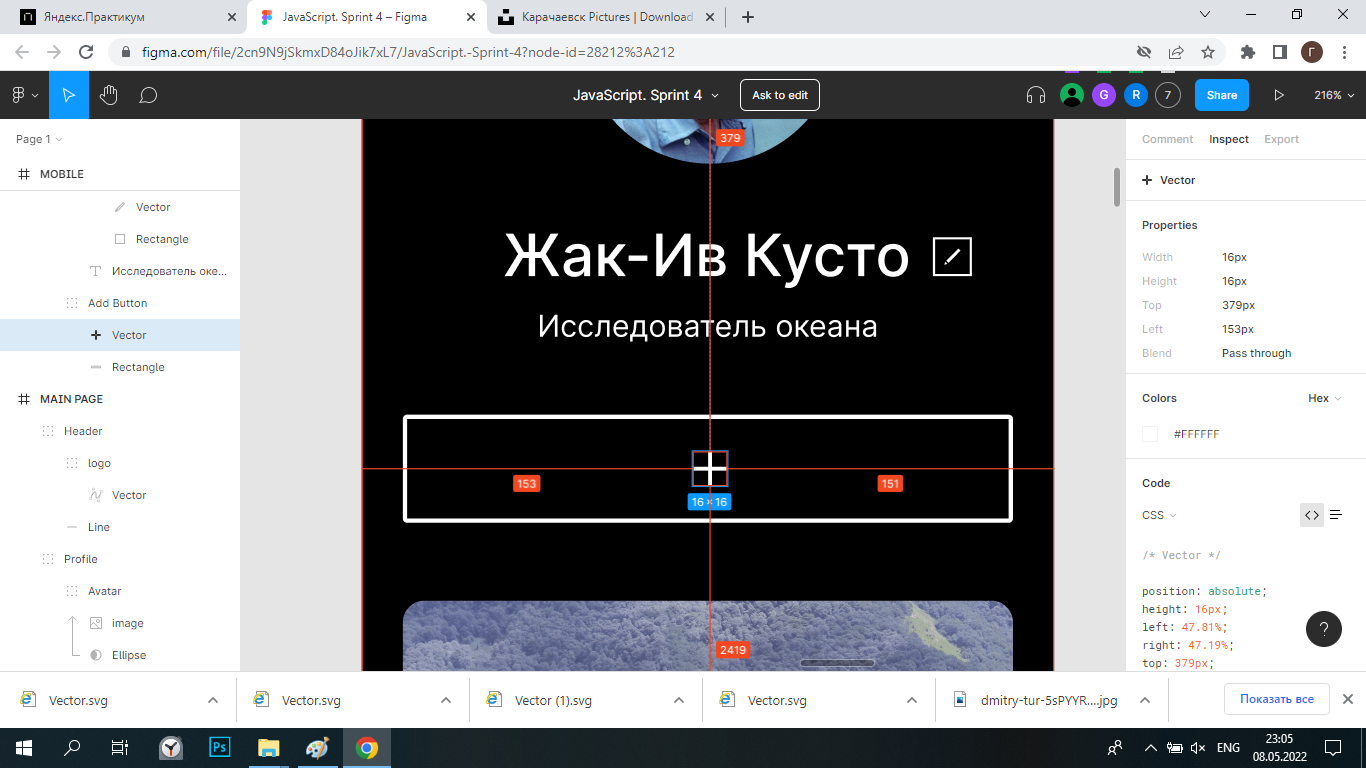 Яндекс.Практикум
JavaScript. Sprint 4 – Figma
Карачаевск Pictures | Download
figma.com/file/2cn9N9jSkmxD84oJik7xL7/JavaScript.-Sprint-4?node-id=28212%3A212
Г
JavaScript. Sprint 4
Ask to edit
G
R
7
Share
216%
Page 1
MOBILE
Vector
Rectangle
Исследователь оке...
Add Button
Vector
Rectangle
MAIN PAGE
Header
logo
Vector
Line
Profile
Avatar
image
Ellipse
379
Жак-Ив Кусто
Исследователь океана
153
151
16 × 16
2419
Comment
Inspect
Export
Vector
Properties
Width 16px
Height 16px
Top 379px
Left 153px
Blend Pass through
Colors
Hex
#FFFFFF
Code
CSS
/* Vector */
position: absolute;
height: 16px;
left: 47.81%;
right: 47.19%;
top: 379px;
?
Vector.svg
Vector.svg
Vector (1).svg
Vector.svg
dmitry-tur-5sPYYR....jpg
Показать все
Ps
ENG
23:05
08.05.2022